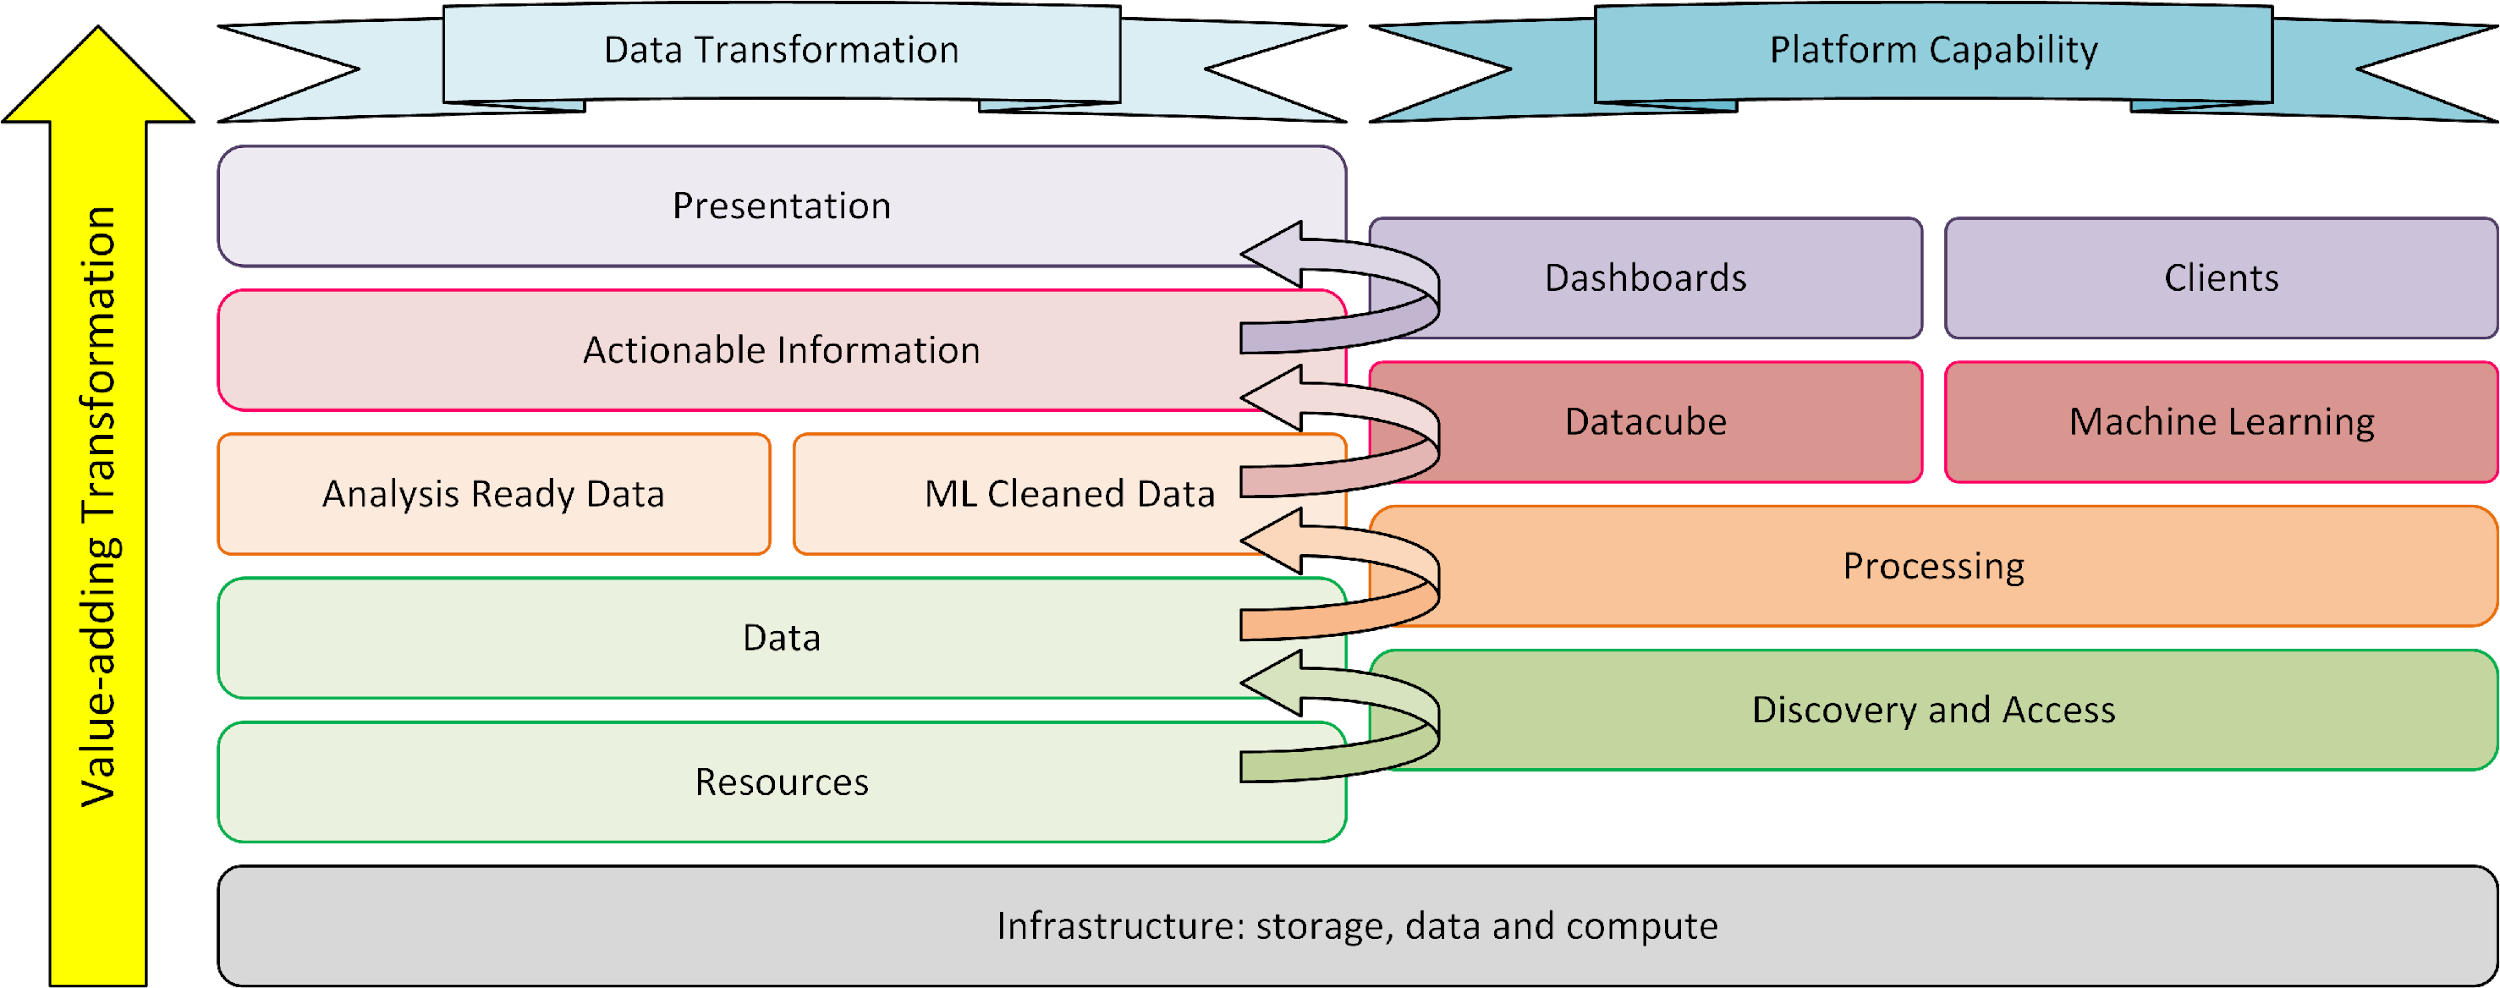 Data Transformation
Platform Capability
Value-adding Transformation
Presentation
Dashboards
Clients
Actionable Information
Datacube
Machine Learning
Analysis Ready Data
ML Cleaned Data
Processing
Data
Discovery and Access
Resources
Infrastructure: storage, data and compute